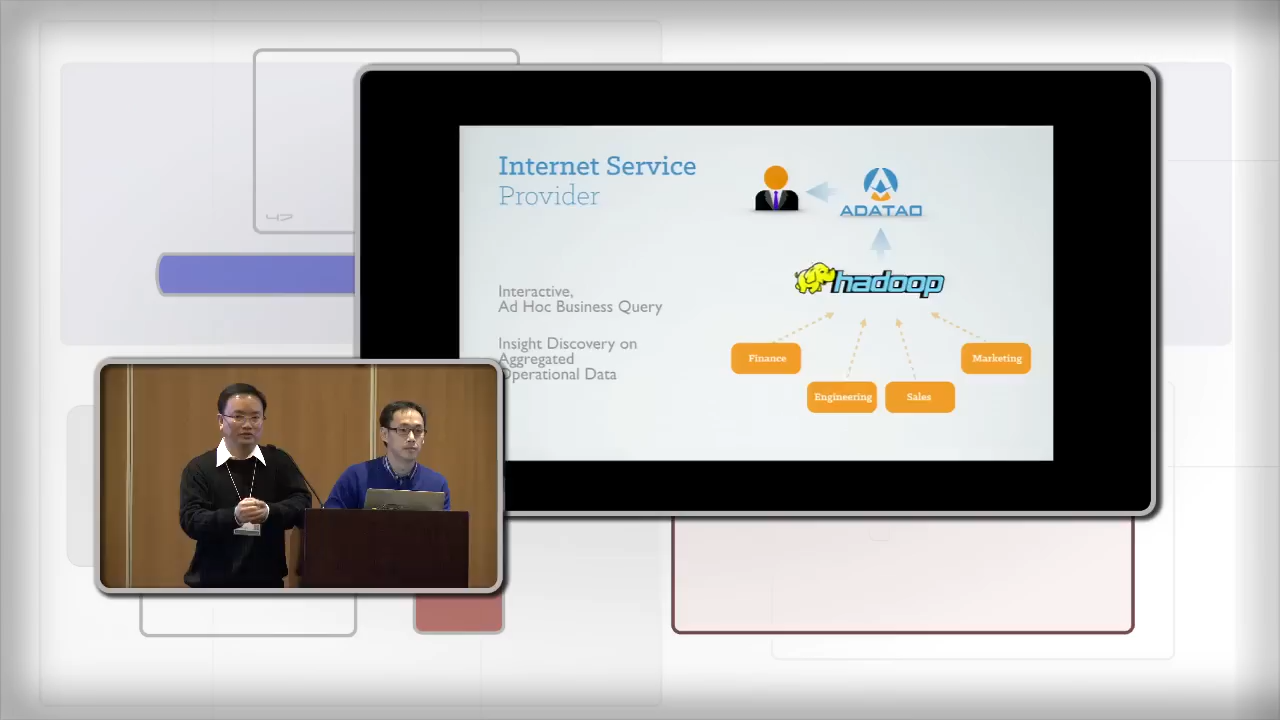 Internet Service
Provider
ADATAO
hadoop
Interactive,
Ad Hoc Business Query
Insight Discovery on
Aggregated
Operational Data
Finance
Marketing
Engineering
Sales
47